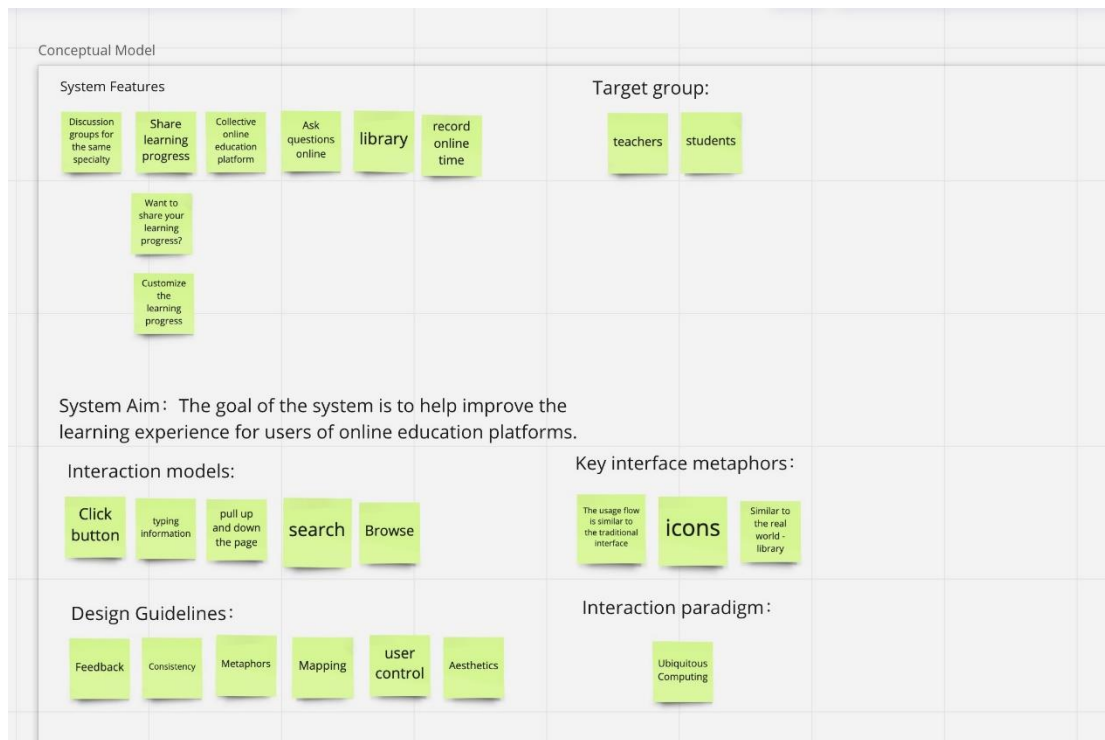 Conceptual Model
System Features
Discussion
groups for
the same
specialty
Share
learning
progress
Collective
online
education
platform
Ask
questions
online
library
record
online
time
Want to
share your
learning
progress?
Customize
the
learning
progress
Target group:
teachers
students
System Aim: The goal of the system is to help improve the
learning experience for users of online education platforms.
Interaction models:
Click
button
typing
information
pull up
and down
the page
search
Browse
Key interface metaphors:
The usage flow
is similar to
the traditional
interface
icons
Similar to
the real
world -
library
Design Guidelines:
Feedback
Consistency
Metaphors
Mapping
user
control
Aesthetics
Interaction paradigm:
Ubiquitous
Computing